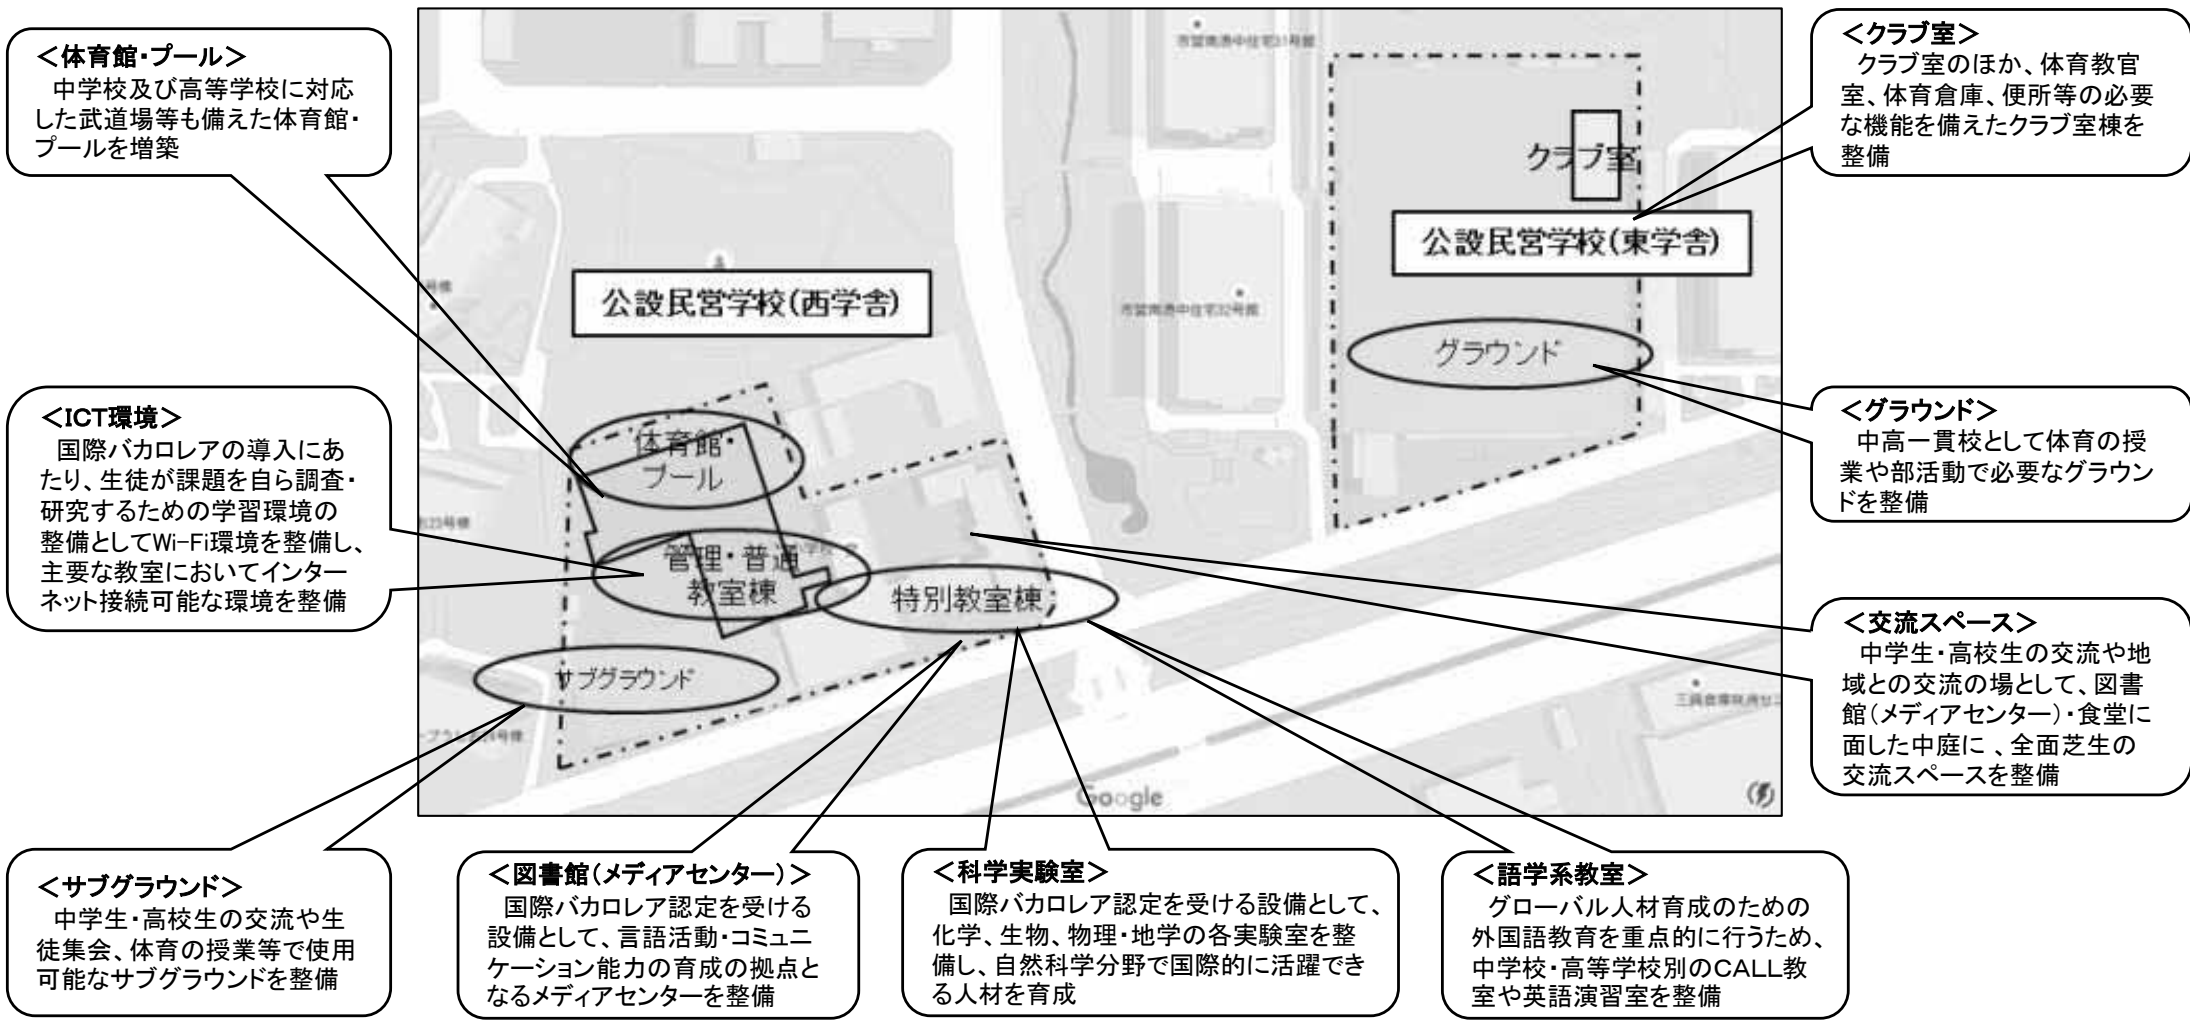 ＜体育館・プール＞
中学校及び高等学校に対応
した武道場等も備えた体育館・
プールを増築
＜ICT環境＞
国際バカロレアの導入にあ
たり、生徒が課題を自ら調査・
研究するための学習環境の
整備としてWi-Fi環境を整備し、
主要な教室においてインター
ネット接続可能な環境を整備
＜サブグラウンド＞
中学生・高校生の交流や生
徒集会、体育の授業等で使用
可能なサブグラウンドを整備
市営南港中住宅31号館
クラブ室
公設民営学校(東学舎)
公設民営学校(西学舎)
市営南港中住宅32号館
グラウンド
体育館・
プール
管理・普通
教室棟
特別教室棟
サブグラウンド
Google
＜図書館(メディアセンター)＞
国際バカロレア認定を受ける
設備として、言語活動・コミュニ
ケーション能力の育成の拠点と
なるメディアセンターを整備
＜科学実験室＞
国際バカロレア認定を受ける設備として、
化学、生物、物理・地学の各実験室を整
備し、自然科学分野で国際的に活躍でき
る人材を育成
＜語学系教室＞
グローバル人材育成のための
外国語教育を重点的に行うため、
中学校・高等学校別のCALL教
室や英語演習室を整備
＜クラブ室＞
クラブ室のほか、体育教官
室、体育倉庫、便所等の必要
な機能を備えたクラブ室棟を
整備
＜グラウンド＞
中高一貫校として体育の授
業や部活動で必要なグラウン
ドを整備
＜交流スペース＞
中学生・高校生の交流や地
域との交流の場として、図書
館(メディアセンター)・食堂に
面した中庭に 、全面芝生の
交流スペースを整備